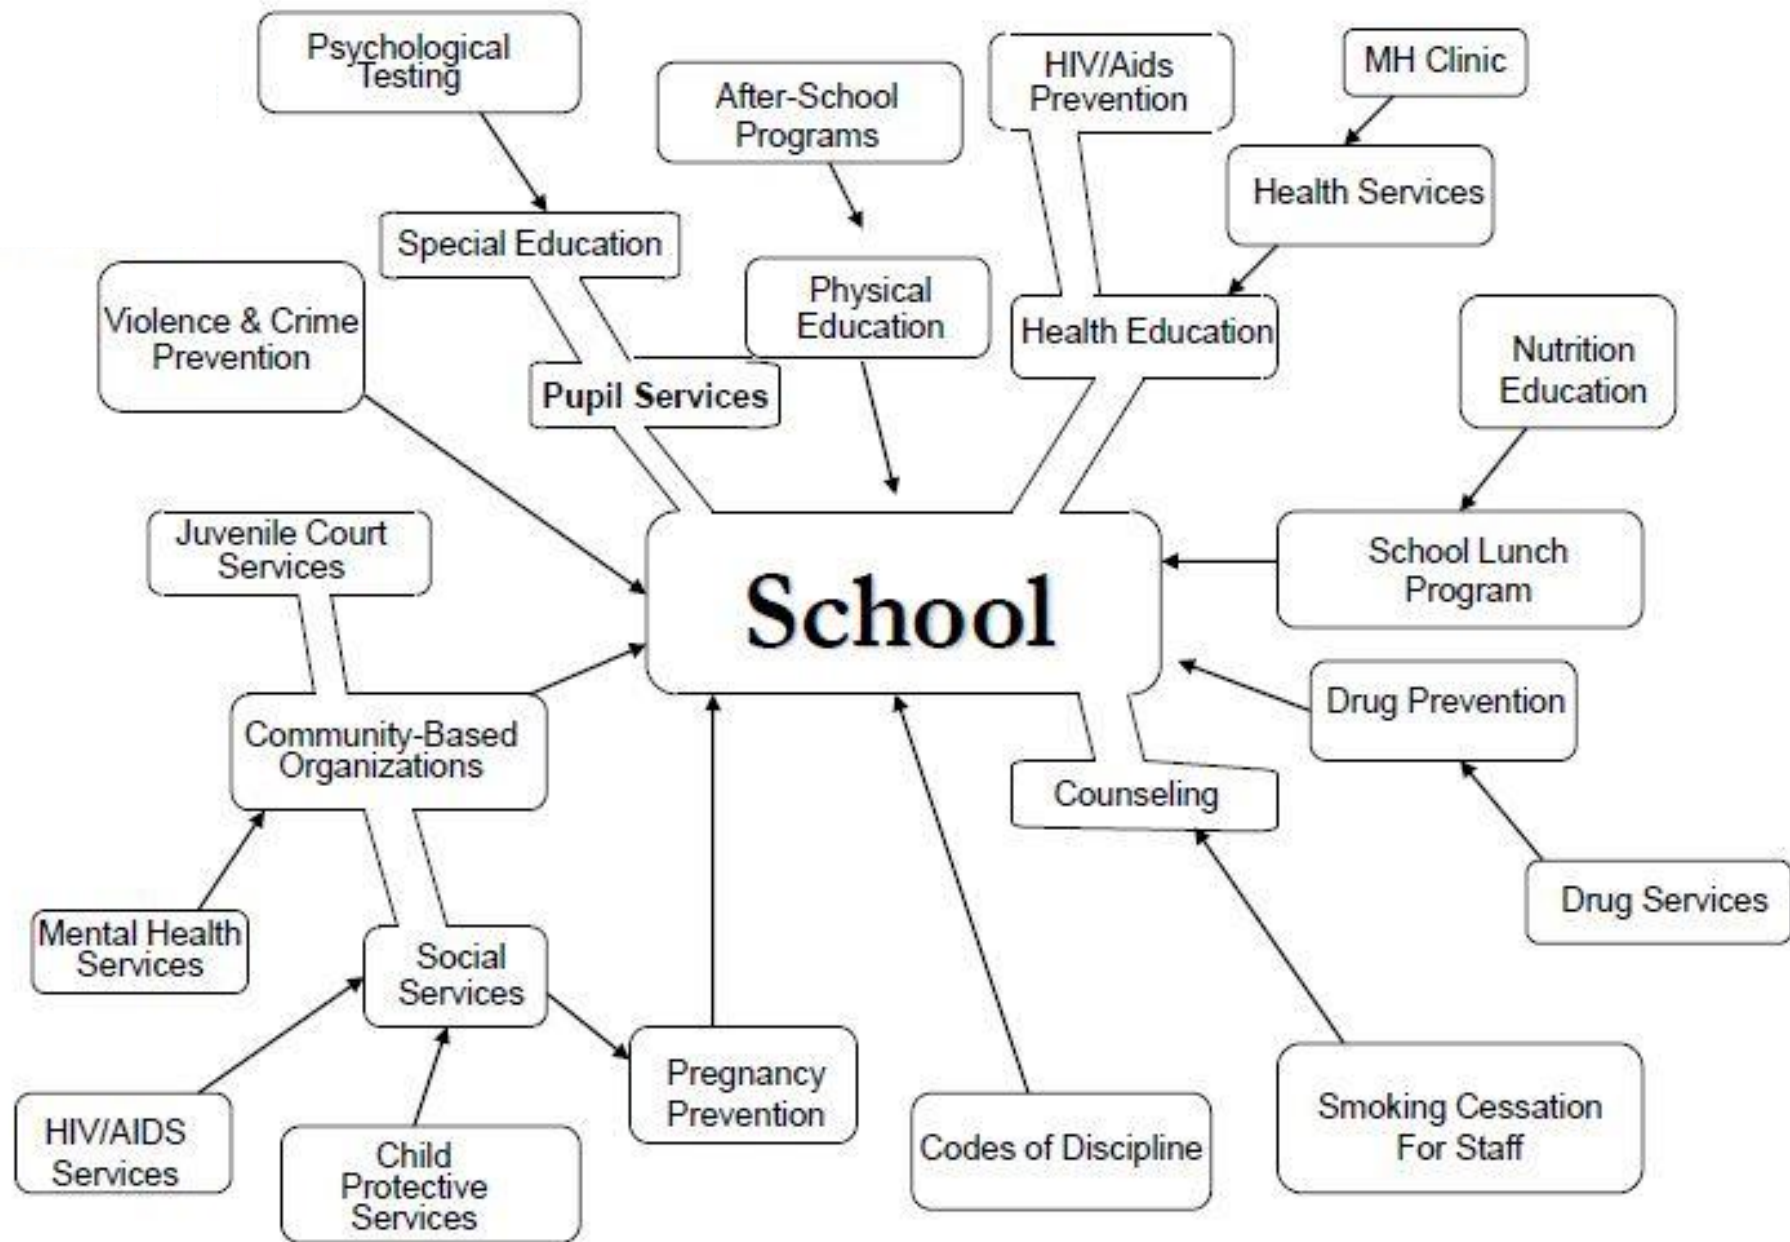 Psychological
Testing
After-School
Programs
HIV/Aids
Prevention
MH Clinic
Health Services
Special Education
Violence & Crime
Prevention
Physical
Education
Health Education
Nutrition
Education
Pupil Services
Juvenile Court
Services
School
School Lunch
Program
Community-Based
Organizations
Drug Prevention
Counseling
Drug Services
Mental Health
Services
Social
Services
HIV/AIDS
Services
Child
Protective
Services
Pregnancy
Prevention
Codes of Discipline
Smoking Cessation
For Staff